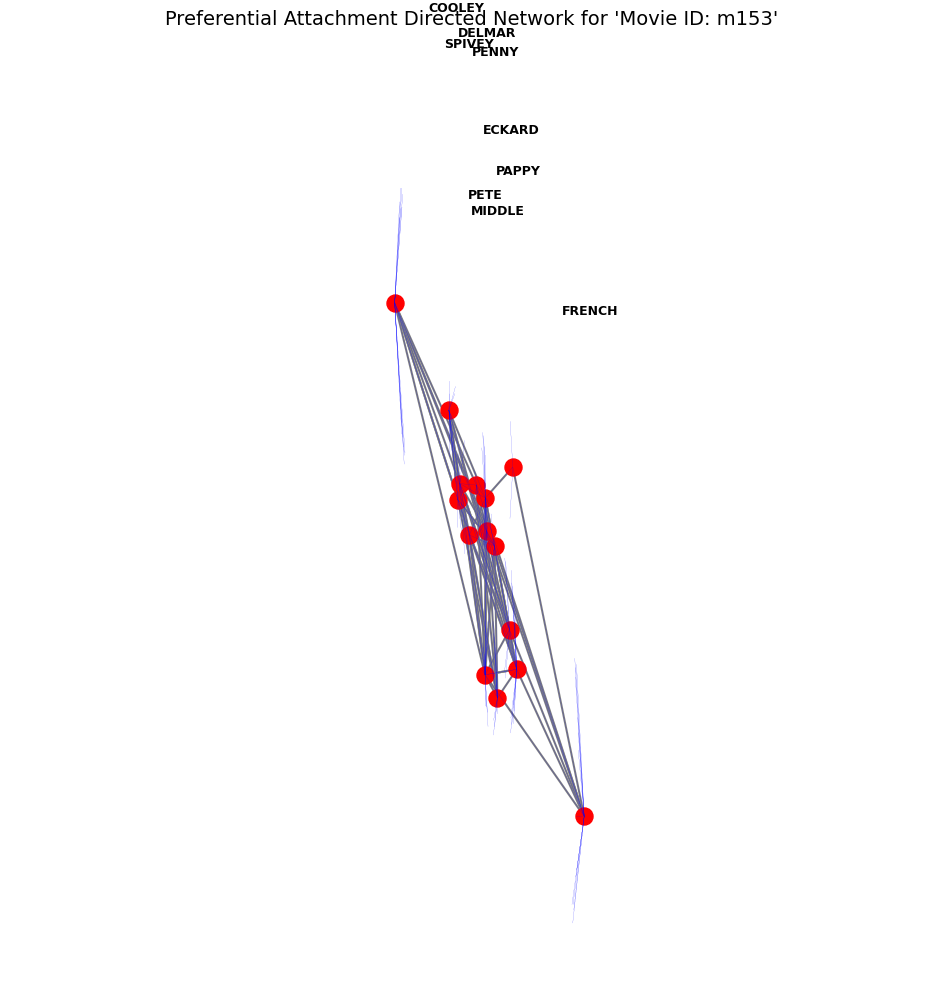 COOLEY
Preferential Attachment Directed Network for 'Movie ID: m153'
DELMAR
SPIVEY
PENNY
ECKARD
PAPPY
PETE
MIDDLE
FRENCH